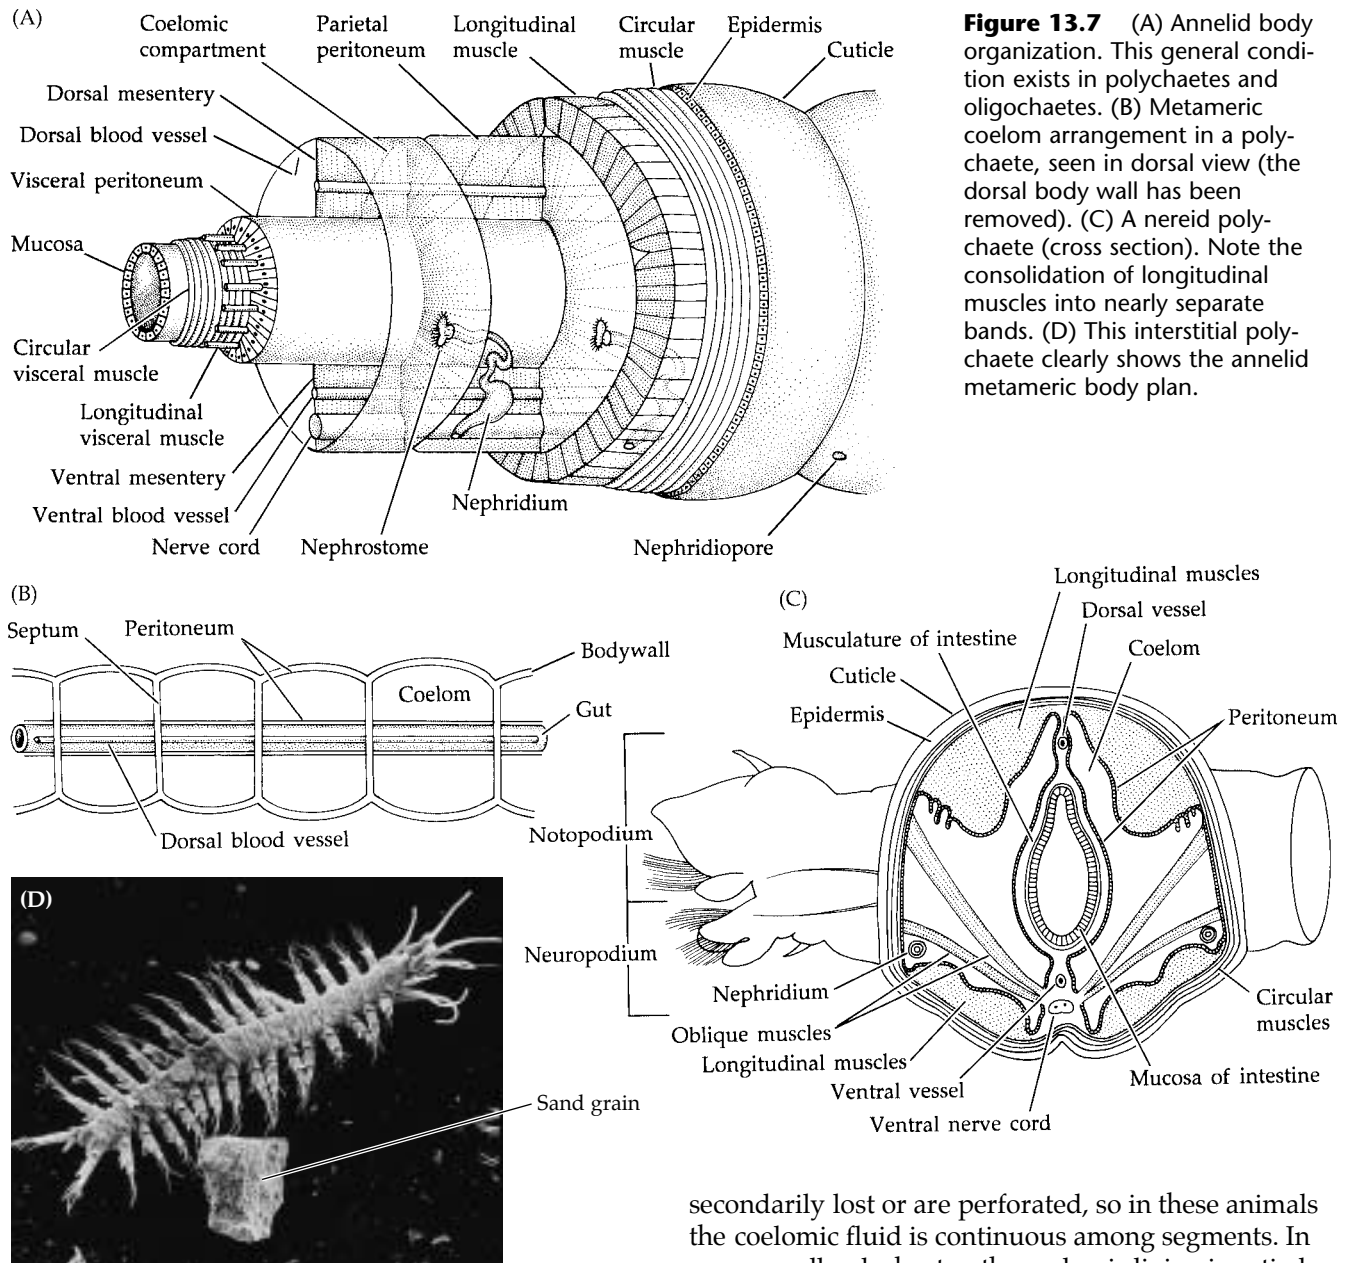 (A)
Coelomic
compartment
Parietal
peritoneum
Longitudinal
muscle
Circular
muscle
Epidermis
Cuticle
Dorsal mesentery
Dorsal blood vessel
Visceral peritoneum
Mucosa
Circular
visceral muscle
Longitudinal
visceral muscle
Ventral mesentery
Ventral blood vessel
Nerve cord
Nephrostome
Nephridium
Nephridiopore
Figure 13.7 (A) Annelid body
organization. This general condi-
tion exists in polychaetes and
oligochaetes. (B) Metameric
coelom arrangement in a poly-
chaete, seen in dorsal view (the
dorsal body wall has been
removed). (C) A nereid poly-
chaete (cross section). Note the
consolidation of longitudinal
muscles into nearly separate
bands. (D) This interstitial poly-
chaete clearly shows the annelid
metameric body plan.
(B)
Septum
Peritoneum
Bodywall
Coelom
Gut
Dorsal blood vessel
(C)
Longitudinal muscles
Dorsal vessel
Musculature of intestine
Coelom
Cuticle
Epidermis
Peritoneum
Notopodium
Neuropodium
Nephridium
Oblique muscles
Longitudinal muscles
Ventral vessel
Ventral nerve cord
Circular
muscles
Mucosa of intestine
(D)
Sand grain
secondarily lost or are perforated, so in these animals
the coelomic fluid is continuous among segments. In